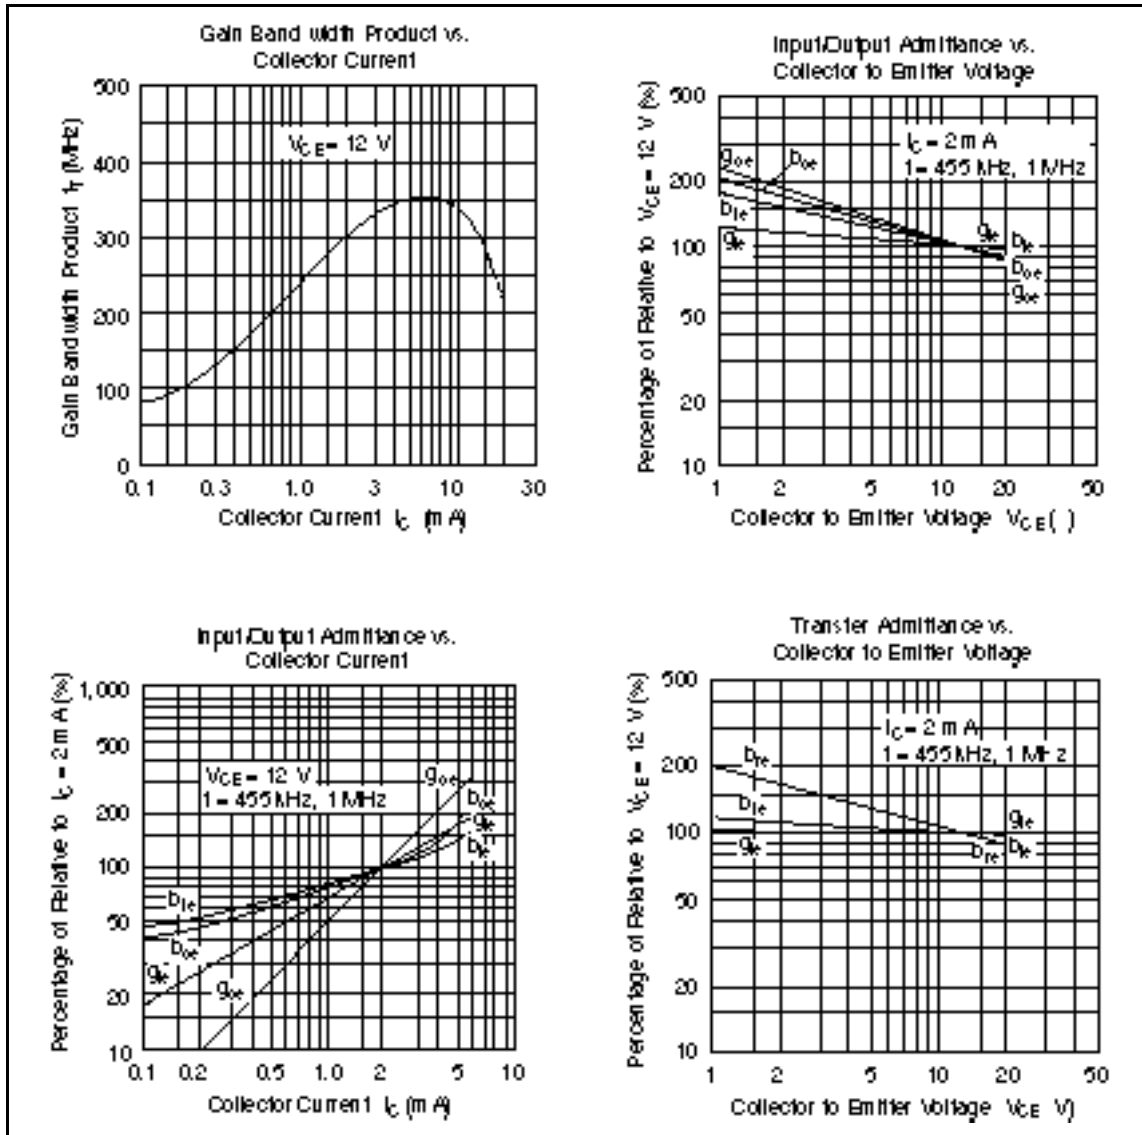 Gain Bandwidth Product vs.
Collector Current
Gain Bandwidth Product fT (MHz)
500
400
300
200
100
0
VCE = 12 V
0.1 0.3 1.0 3 10 30
Collector Current IC (mA)
Input/Output Admittance vs.
Collector to Emitter Voltage
Percentage of Relative to VCE = 12 V (%)
500
200
100
50
20
10
IC = 2 mA
f = 455 kHz, 1 MHz
goe
boe
bie
gie
gie
bie
boe
goe
1 2 5 10 20 50
Collector to Emitter Voltage VCE ( )
Input/Output Admittance vs.
Collector Current
Percentage of Relative to IC = 2 mA (%)
1,000
500
200
100
50
20
10
VCE = 12 V
f = 455 kHz, 1 MHz
goe
boe
gie
bie
bie
boe
gie
goe
0.1 0.2 0.5 1.0 2 5 10
Collector Current IC (mA)
Transfer Admittance vs.
Collector to Emitter Voltage
Percentage of Relative to VCE = 12 V (%)
500
200
100
50
20
10
IC = 2 mA
f = 455 kHz, 1 MHz
bre
bfe
gfe
gfe
bre
bfe
1 2 5 10 20 50
Collector to Emitter Voltage VCE V)